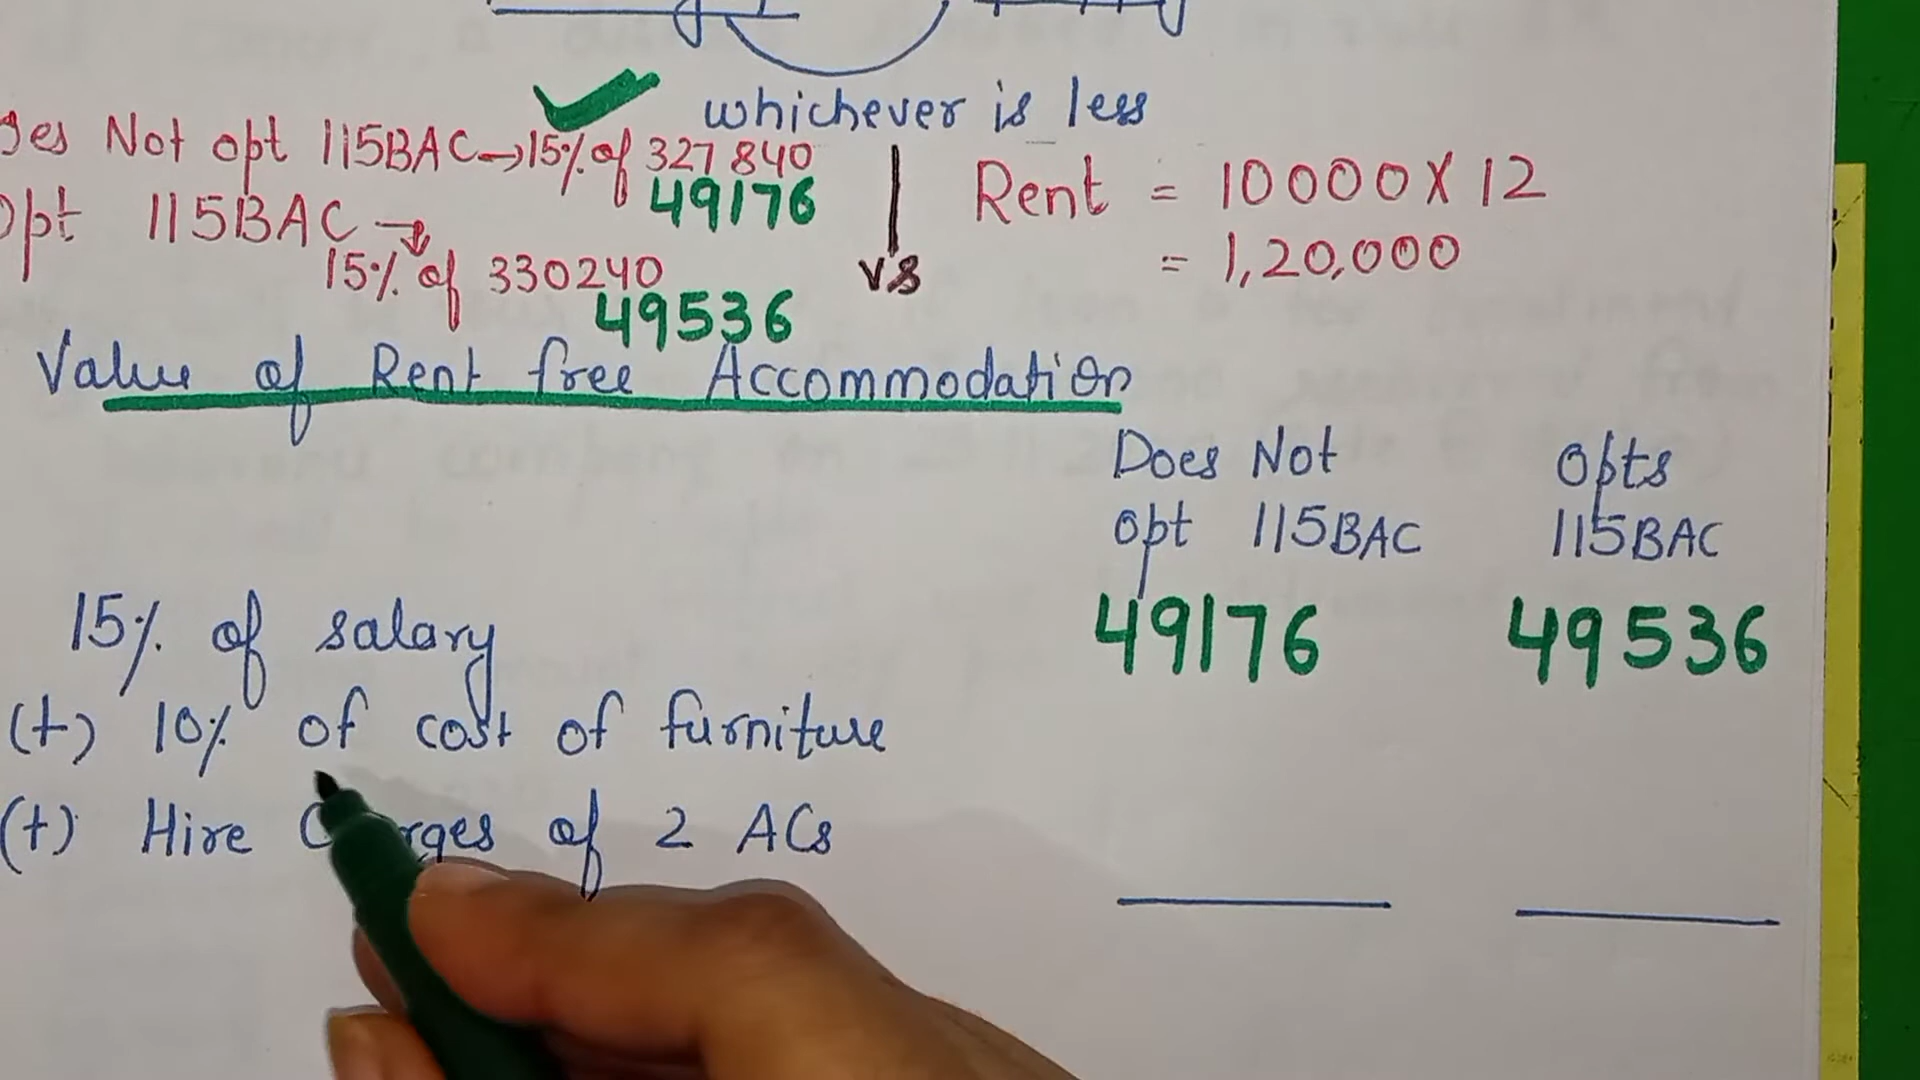 whichever is less
Not opt 115BAC→15% of 327840
49176
Rent = 10000 X 12
115BAC →
= 1,20,000
15% of 330240
vs
49536
Value of Rent free Accommodation
Does Not Opts
opt 115BAC 115BAC
15% of salary 49176 49536
(+) 10% of cost of furniture
(+) Hire of 2 ACs